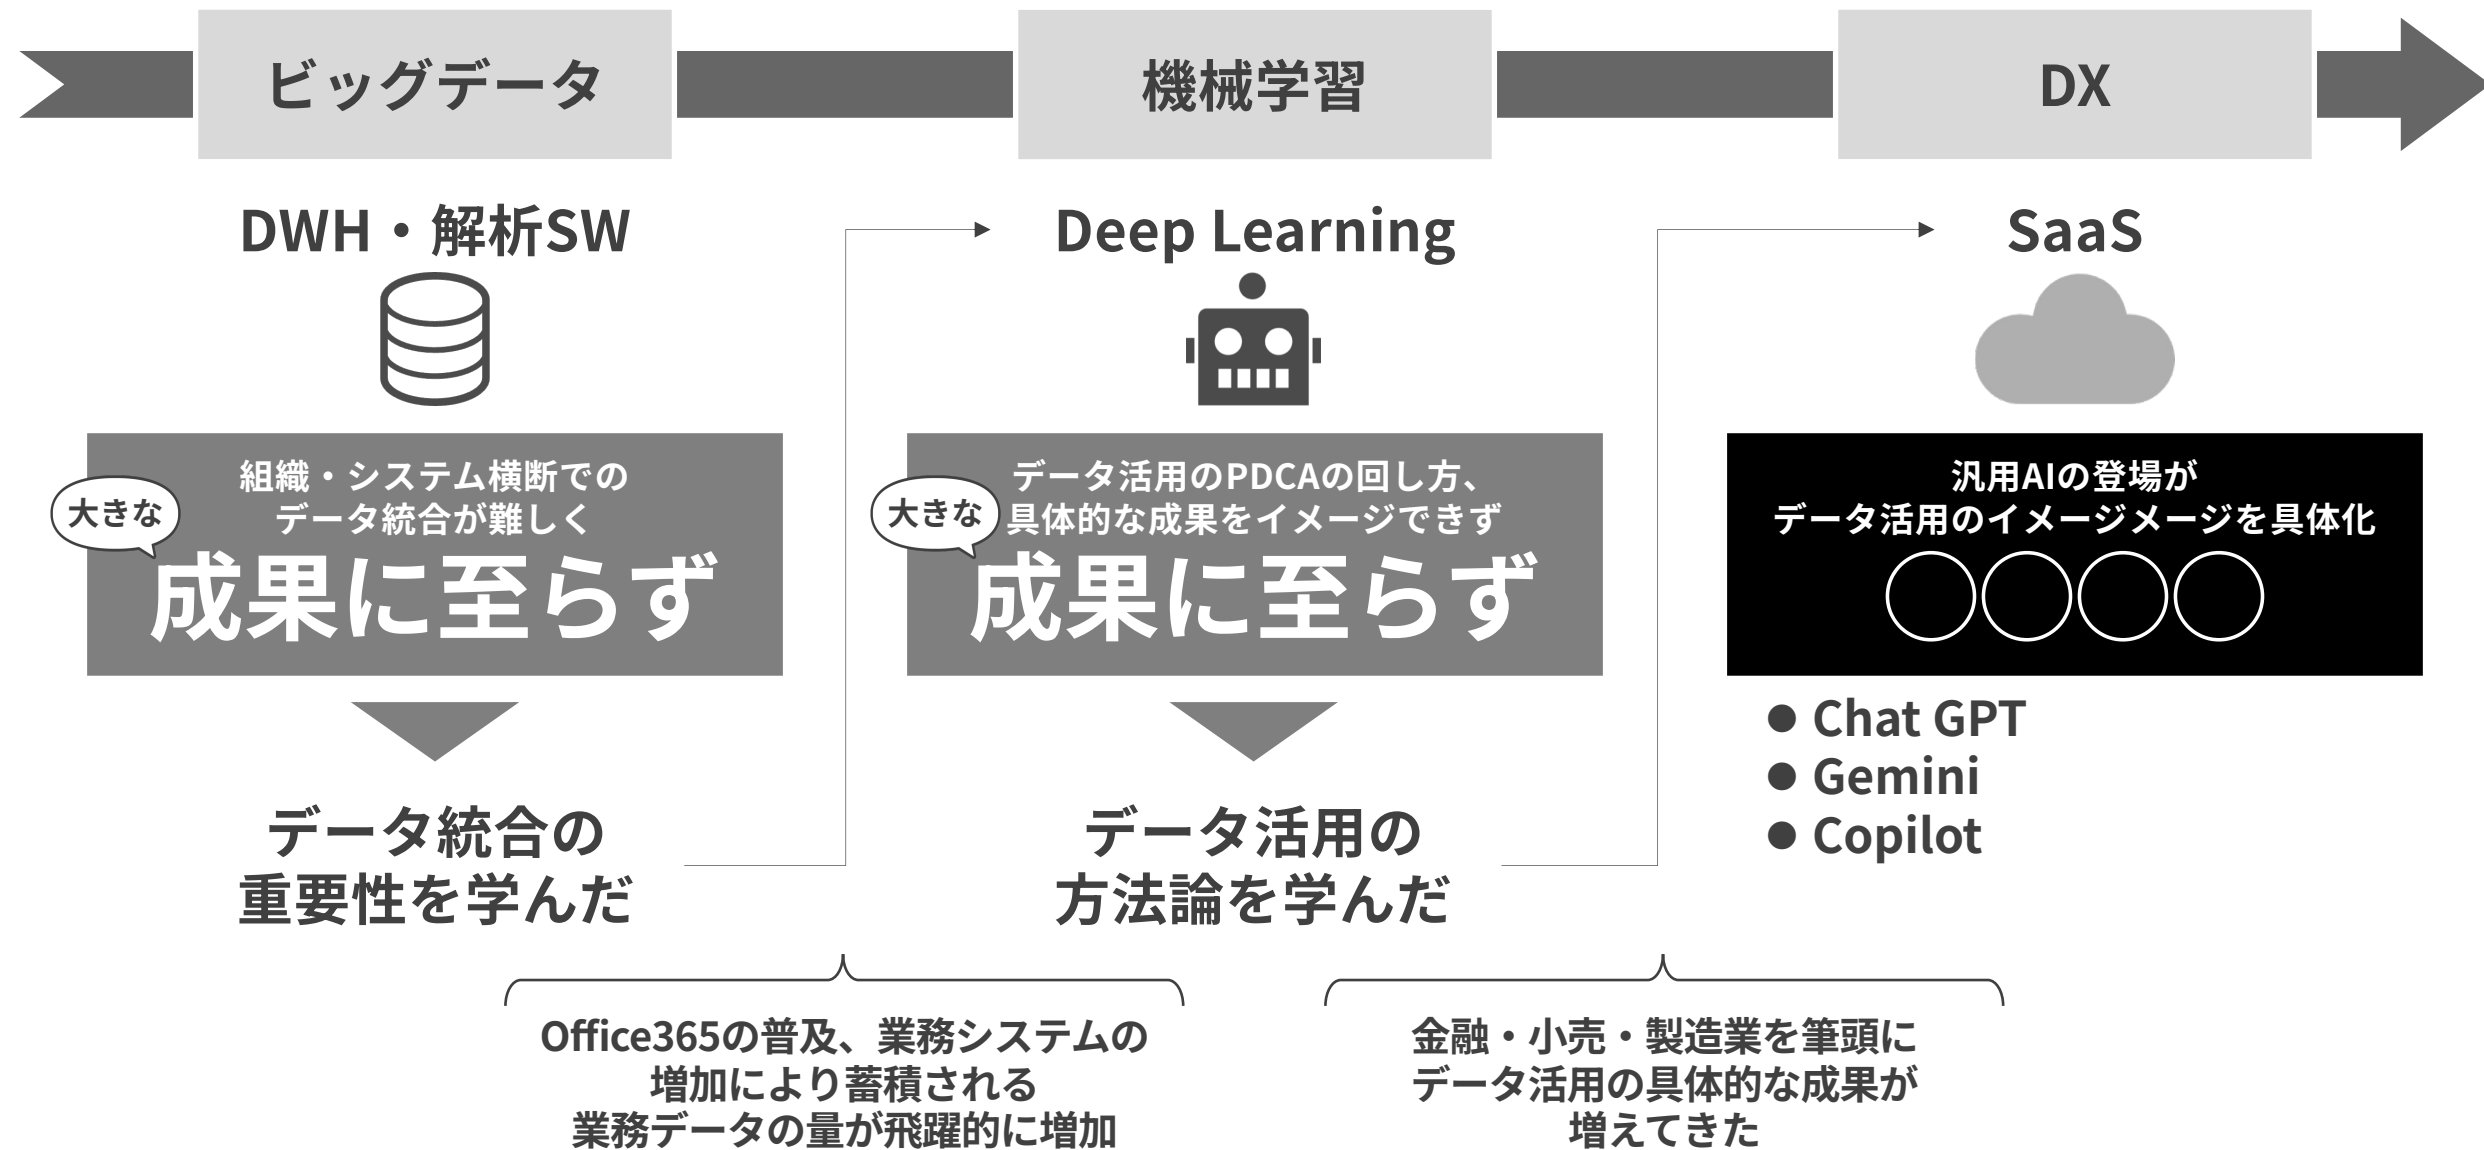 ビッグデータ
機械学習
DX
DWH・解析SW
Deep Learning
SaaS
組織・システム横断での
データ統合が難しく
大きな
成果に至らず
データ活用のPDCAの回し方、
具体的な成果をイメージできず
大きな
成果に至らず
汎用AIの登場が
データ活用のイメージメージを具体化
〇〇〇〇
データ統合の
重要性を学んだ
データ活用の
方法論を学んだ
● Chat GPT
● Gemini
● Copilot
Office365の普及、業務システムの
増加により蓄積される
業務データの量が飛躍的に増加
金融・小売・製造業を筆頭に
データ活用の具体的な成果が
増えてきた